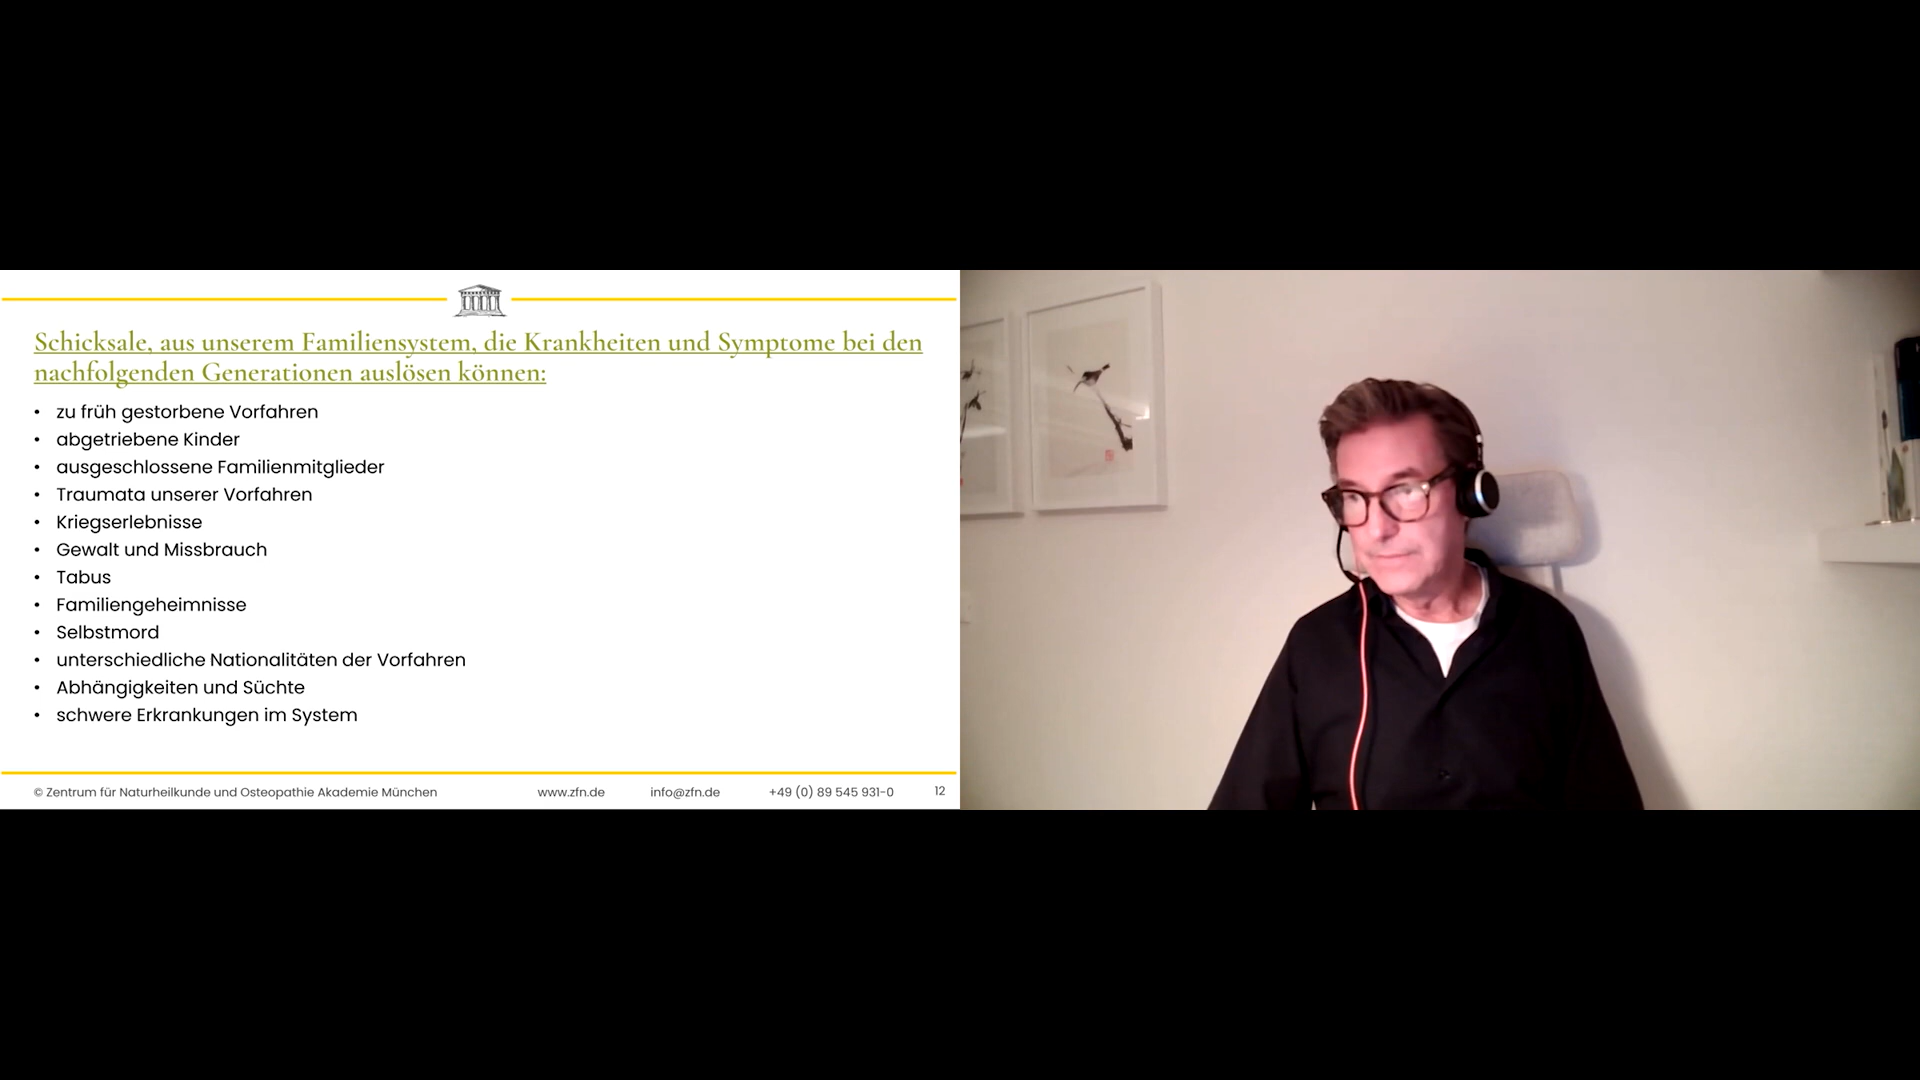 Schicksale, aus unserem Familiensystem, die Krankheiten und Symptome bei den
nachfolgenden Generationen auslösen können:
• zu früh gestorbene Vorfahren
• abgetriebene Kinder
• ausgeschlossene Familienmitglieder
• Traumata unserer Vorfahren
• Kriegserlebnisse
• Gewalt und Missbrauch
• Tabus
• Familiengeheimnisse
• Selbstmord
• unterschiedliche Nationalitäten der Vorfahren
• Abhängigkeiten und Süchte
• schwere Erkrankungen im System
© Zentrum für Naturheilkunde und Osteopathie Akademie München www.zfn.de info@zfn.de +49 (0) 89 545 931-0 12